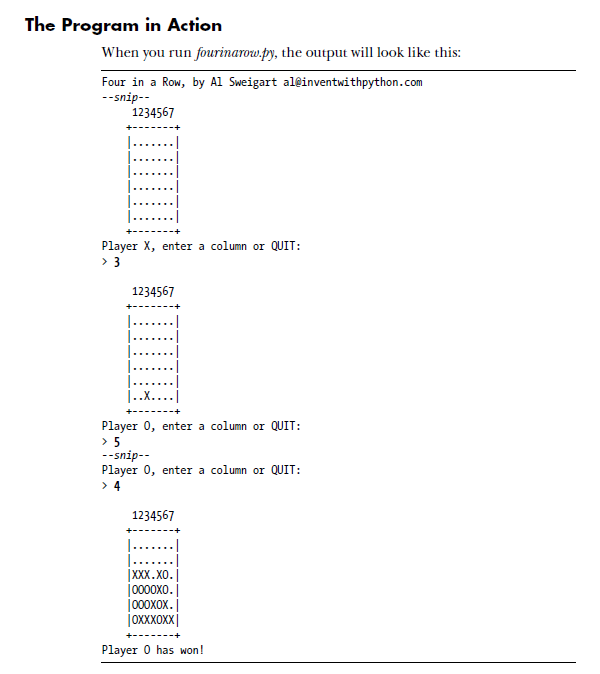 The Program in Action
When you run fourinarow.py, the output will look like this:
Four in a Row, by Al Sweigart al@inventwithpython.com
--snip--
1234567
+-------+
|.......|
|.......|
|.......|
|.......|
|.......|
|.......|
+-------+
Player X, enter a column or QUIT:
> 3
1234567
+-------+
|.......|
|.......|
|.......|
|.......|
|.......|
|..X....|
+-------+
Player O, enter a column or QUIT:
> 5
--snip--
Player O, enter a column or QUIT:
> 4
1234567
+-------+
|.......|
|.......|
|XXX.XO.|
|OOOOXO.|
|OOOXOX.|
|OXXXOXX|
+-------+
Player O has won!